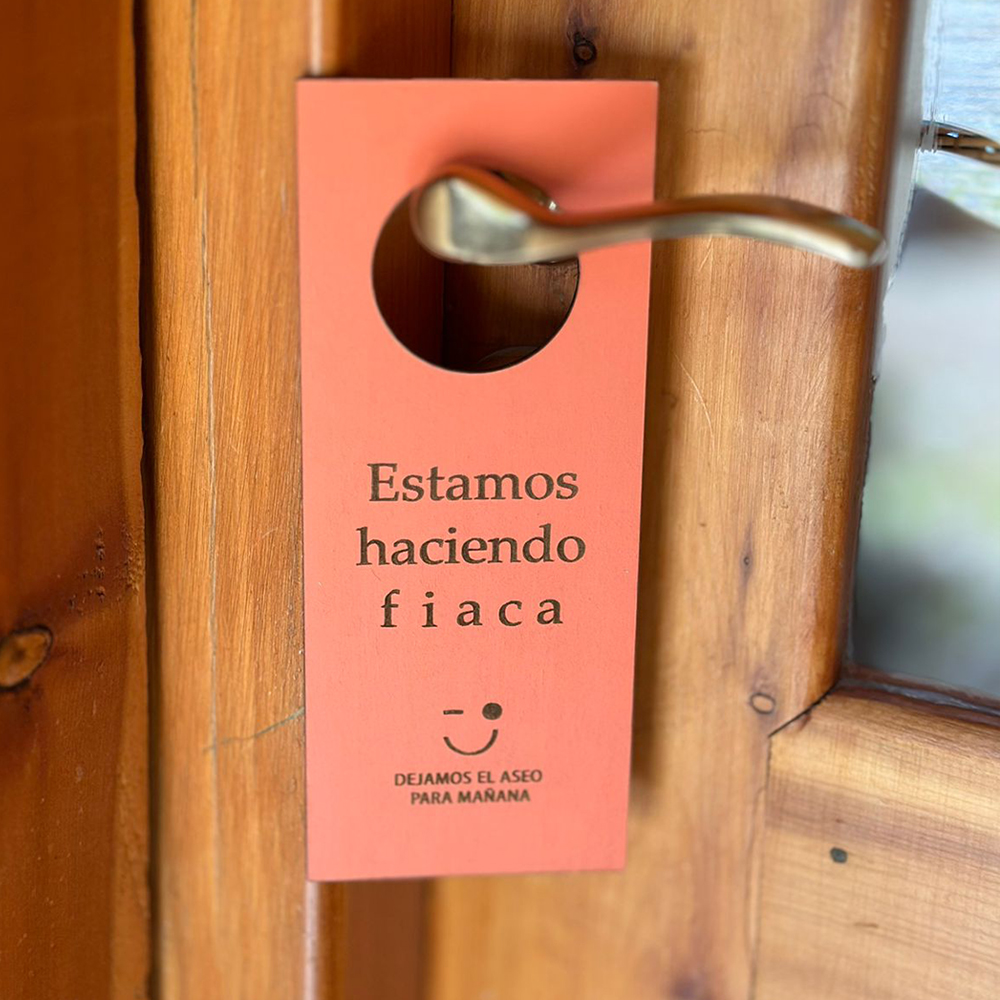 Estamos
haciendo
fiaca
DEJAMOS EL ASEO
PARA MAÑANA